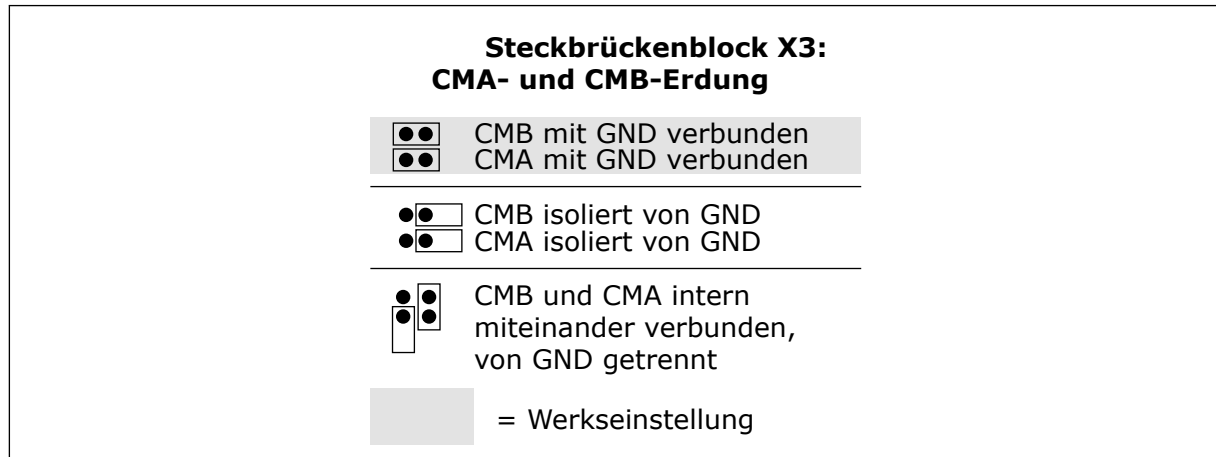 Steckbrückenblock X3:
CMA- und CMB-Erdung
CMB mit GND verbunden
CMA mit GND verbunden
CMB isoliert von GND
CMA isoliert von GND
CMB und CMA intern
miteinander verbunden,
von GND getrennt
= Werkseinstellung